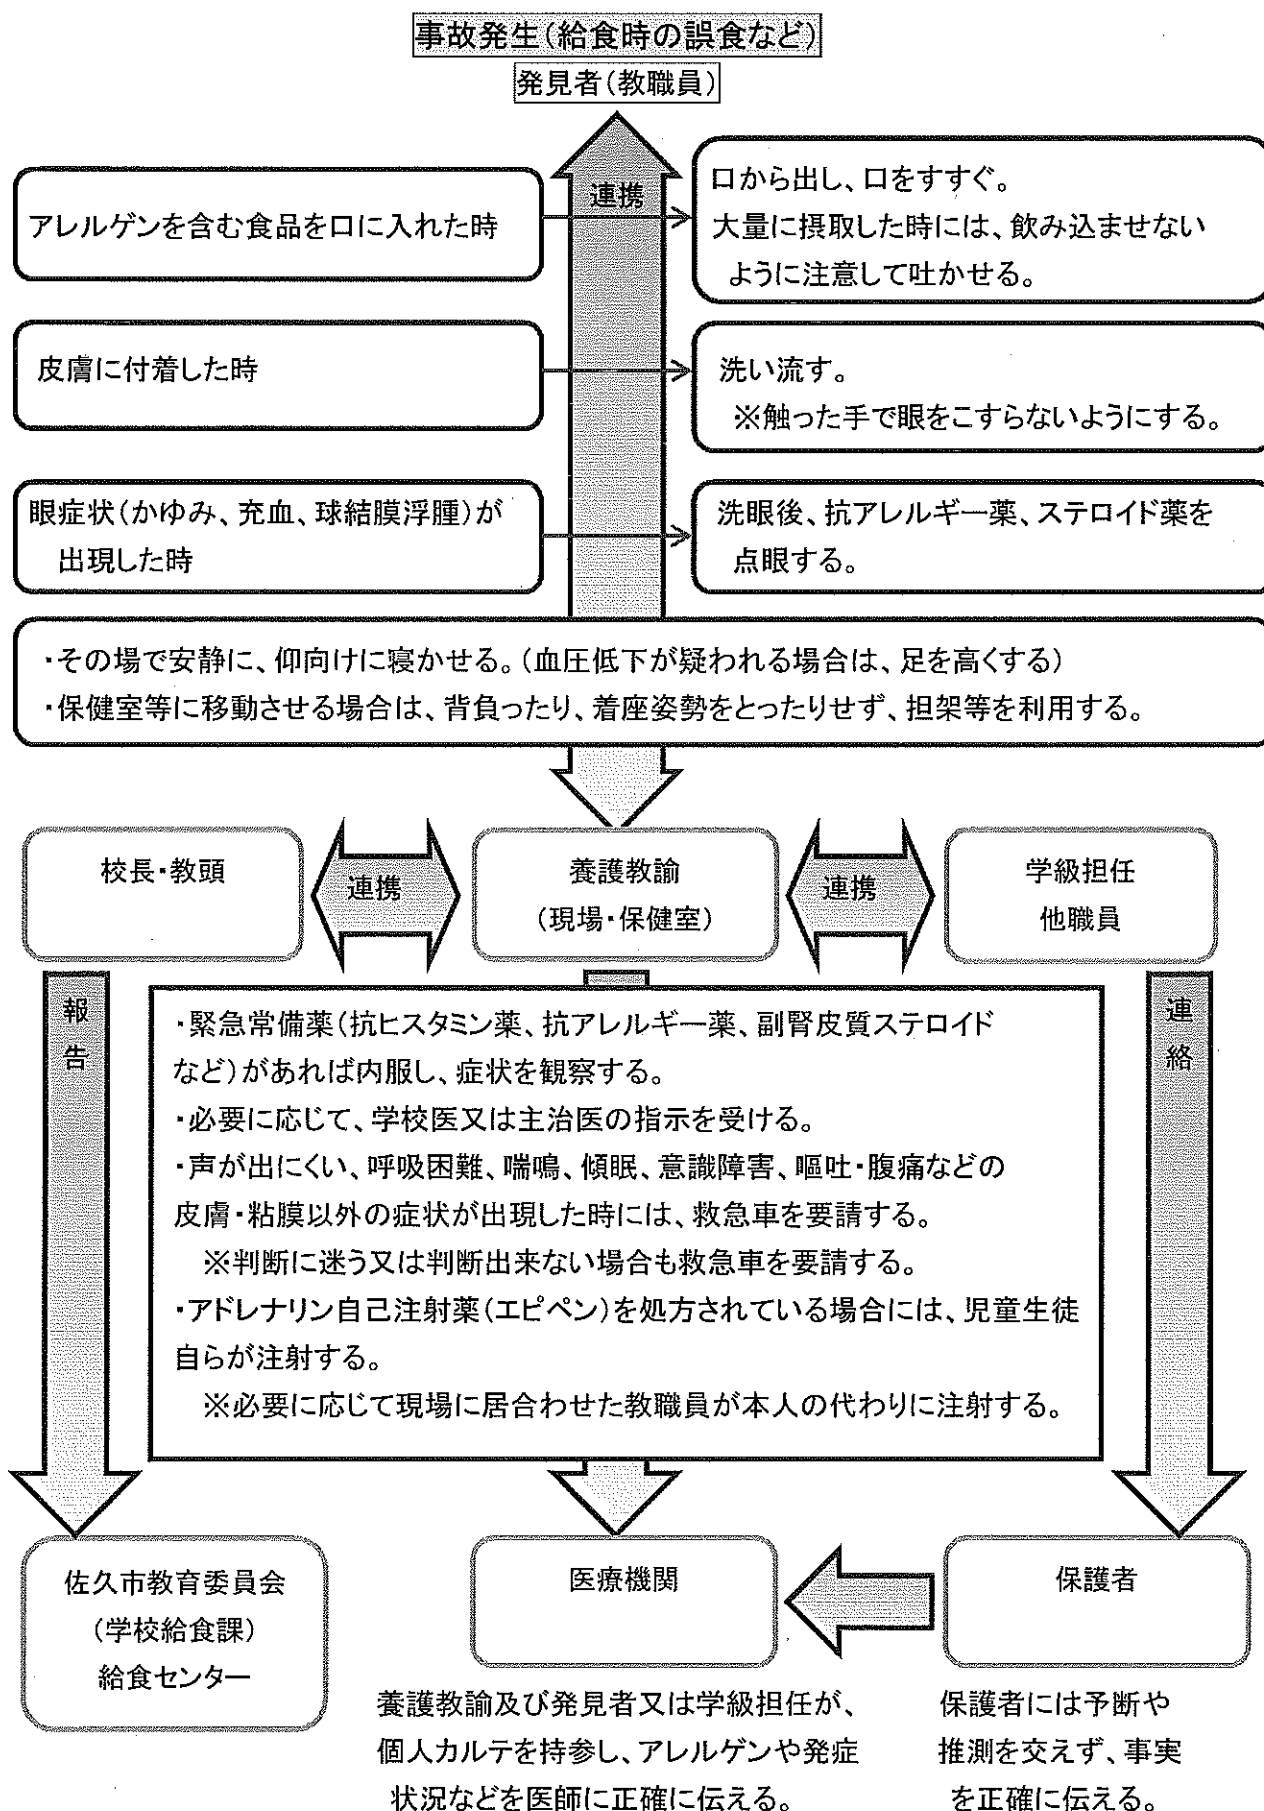 事故発生(給食時の誤食など)
発見者(教職員)
連携
アレルゲンを含む食品を口に入れた時
口から出し、口をすすぐ。
大量に摂取した時には、飲み込ませない
ように注意して吐かせる。
皮膚に付着した時
洗い流す。
※触った手で眼をこすらないようにする。
眼症状(かゆみ、充血、球結膜浮腫)が
出現した時
洗眼後、抗アレルギー薬、ステロイド薬を
点眼する。
・その場で安静に、仰向けに寝かせる。(血圧低下が疑われる場合は、足を高くする)
・保健室等に移動させる場合は、背負ったり、着座姿勢をとったりせず、担架等を利用する。
校長・教頭
連携
養護教諭
(現場・保健室)
連携
学級担任
他職員
報告
・緊急常備薬(抗ヒスタミン薬、抗アレルギー薬、副腎皮質ステロイド
など)があれば内服し、症状を観察する。
・必要に応じて、学校医又は主治医の指示を受ける。
・声が出にくい、呼吸困難、喘鳴、傾眠、意識障害、嘔吐・腹痛などの
皮膚・粘膜以外の症状が出現した時には、救急車を要請する。
※判断に迷う又は判断出来ない場合も救急車を要請する。
・アドレナリン自己注射薬(エピペン)を処方されている場合には、児童生徒
自らが注射する。
※必要に応じて現場に居合わせた教職員が本人の代わりに注射する。
連絡
佐久市教育委員会
(学校給食課)
給食センター
医療機関
保護者
養護教諭及び発見者又は学級担任が、
個人カルテを持参し、アレルゲンや発症
状況などを医師に正確に伝える。
保護者には予断や
推測を交えず、事実
を正確に伝える。